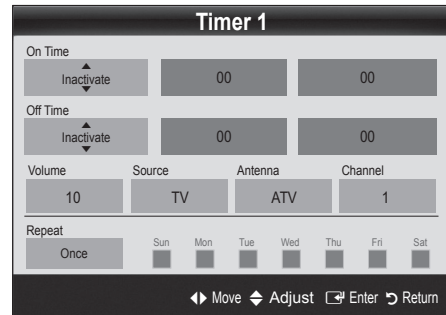 Timer 1
On Time
Inactivate 00 00
Off Time
Inactivate 00 00
Volume Source Antenna Channel
10 TV ATV 1
Repeat
Once Sun Mon Tue Wed Thu Fri Sat
Move Adjust Enter Return